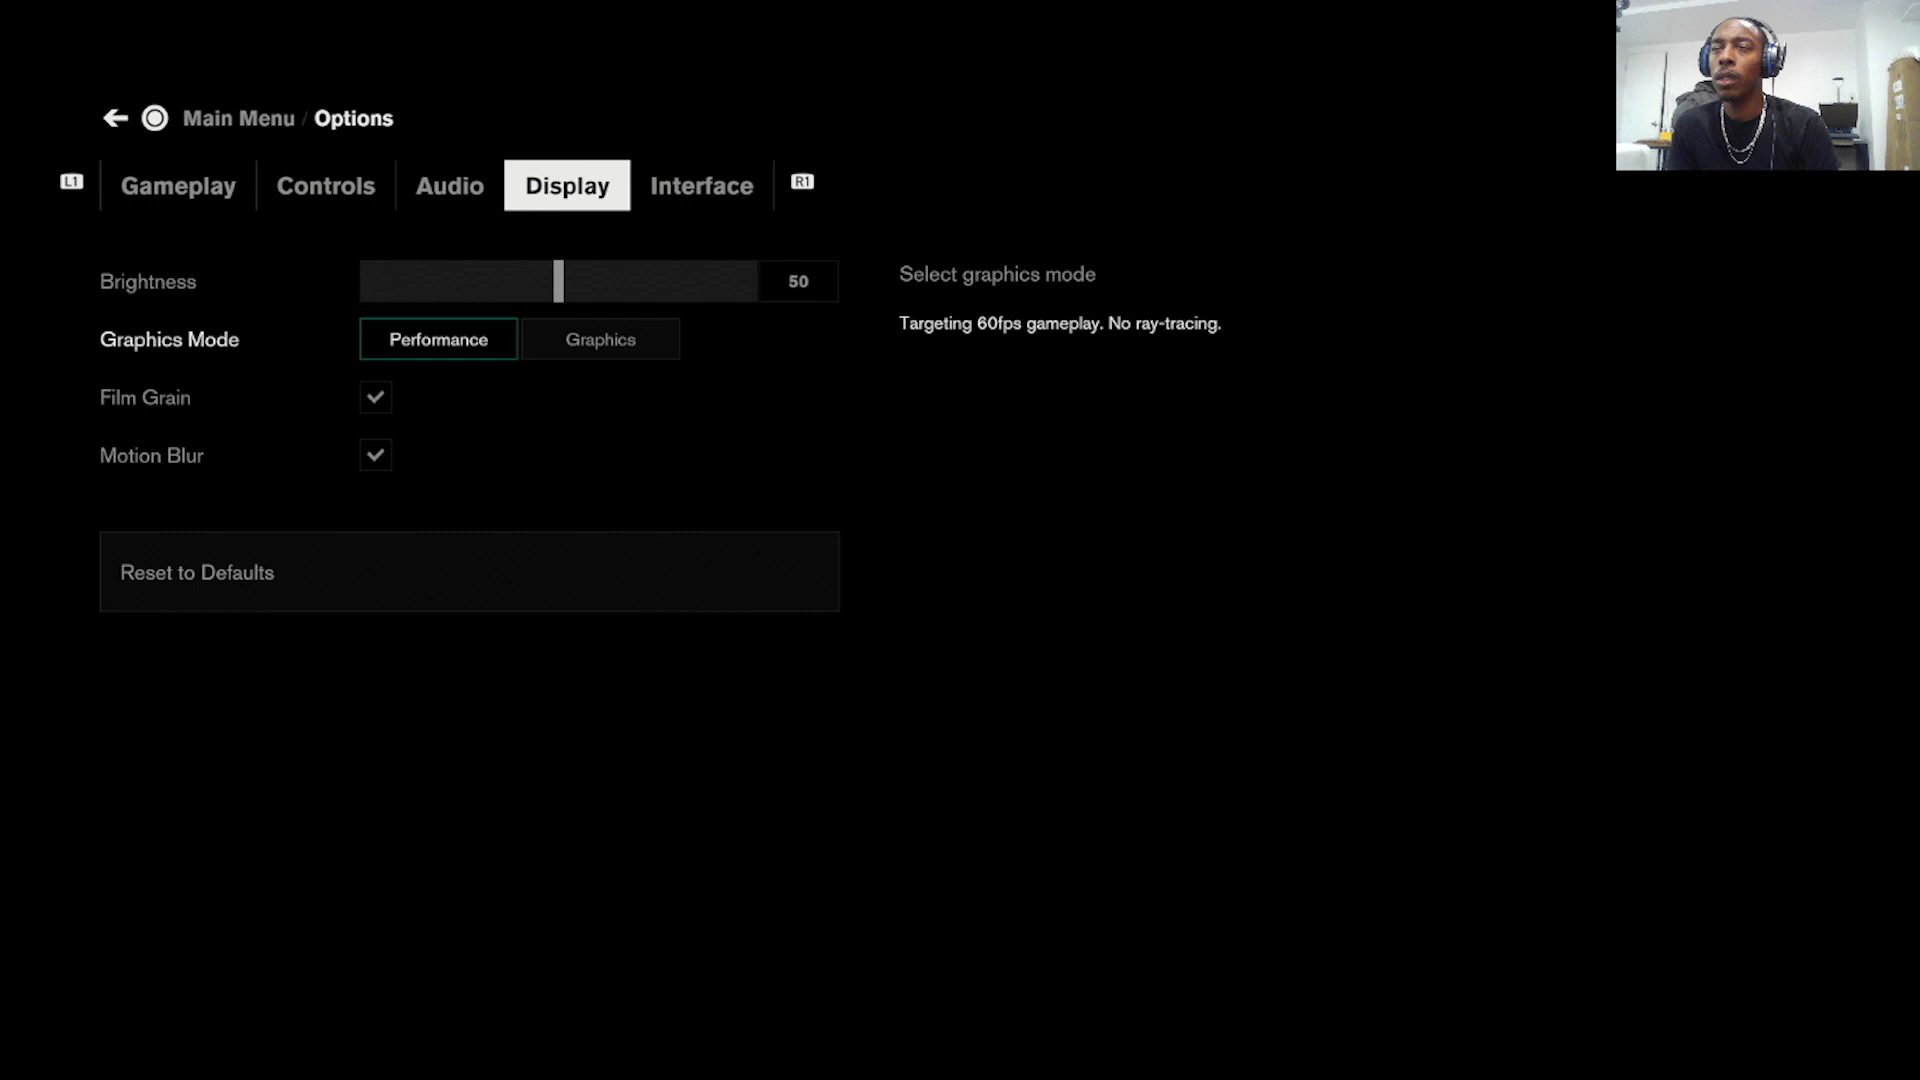 Main Menu / Options
L1 Gameplay Controls Audio Display Interface R1
Brightness 50
Graphics Mode Performance Graphics
Film Grain
Motion Blur
Reset to Defaults
Select graphics mode
Targeting 60fps gameplay. No ray-tracing.